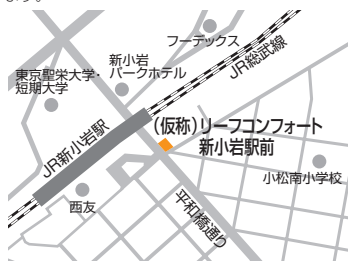 ます。
フーデックス
JR総武線
新小岩
パークホテル
東京聖栄大学・
短期大学
JR新小岩駅
（仮称）リーフコンフォート
新小岩駅前
小松南小学校
西友
平和橋通り